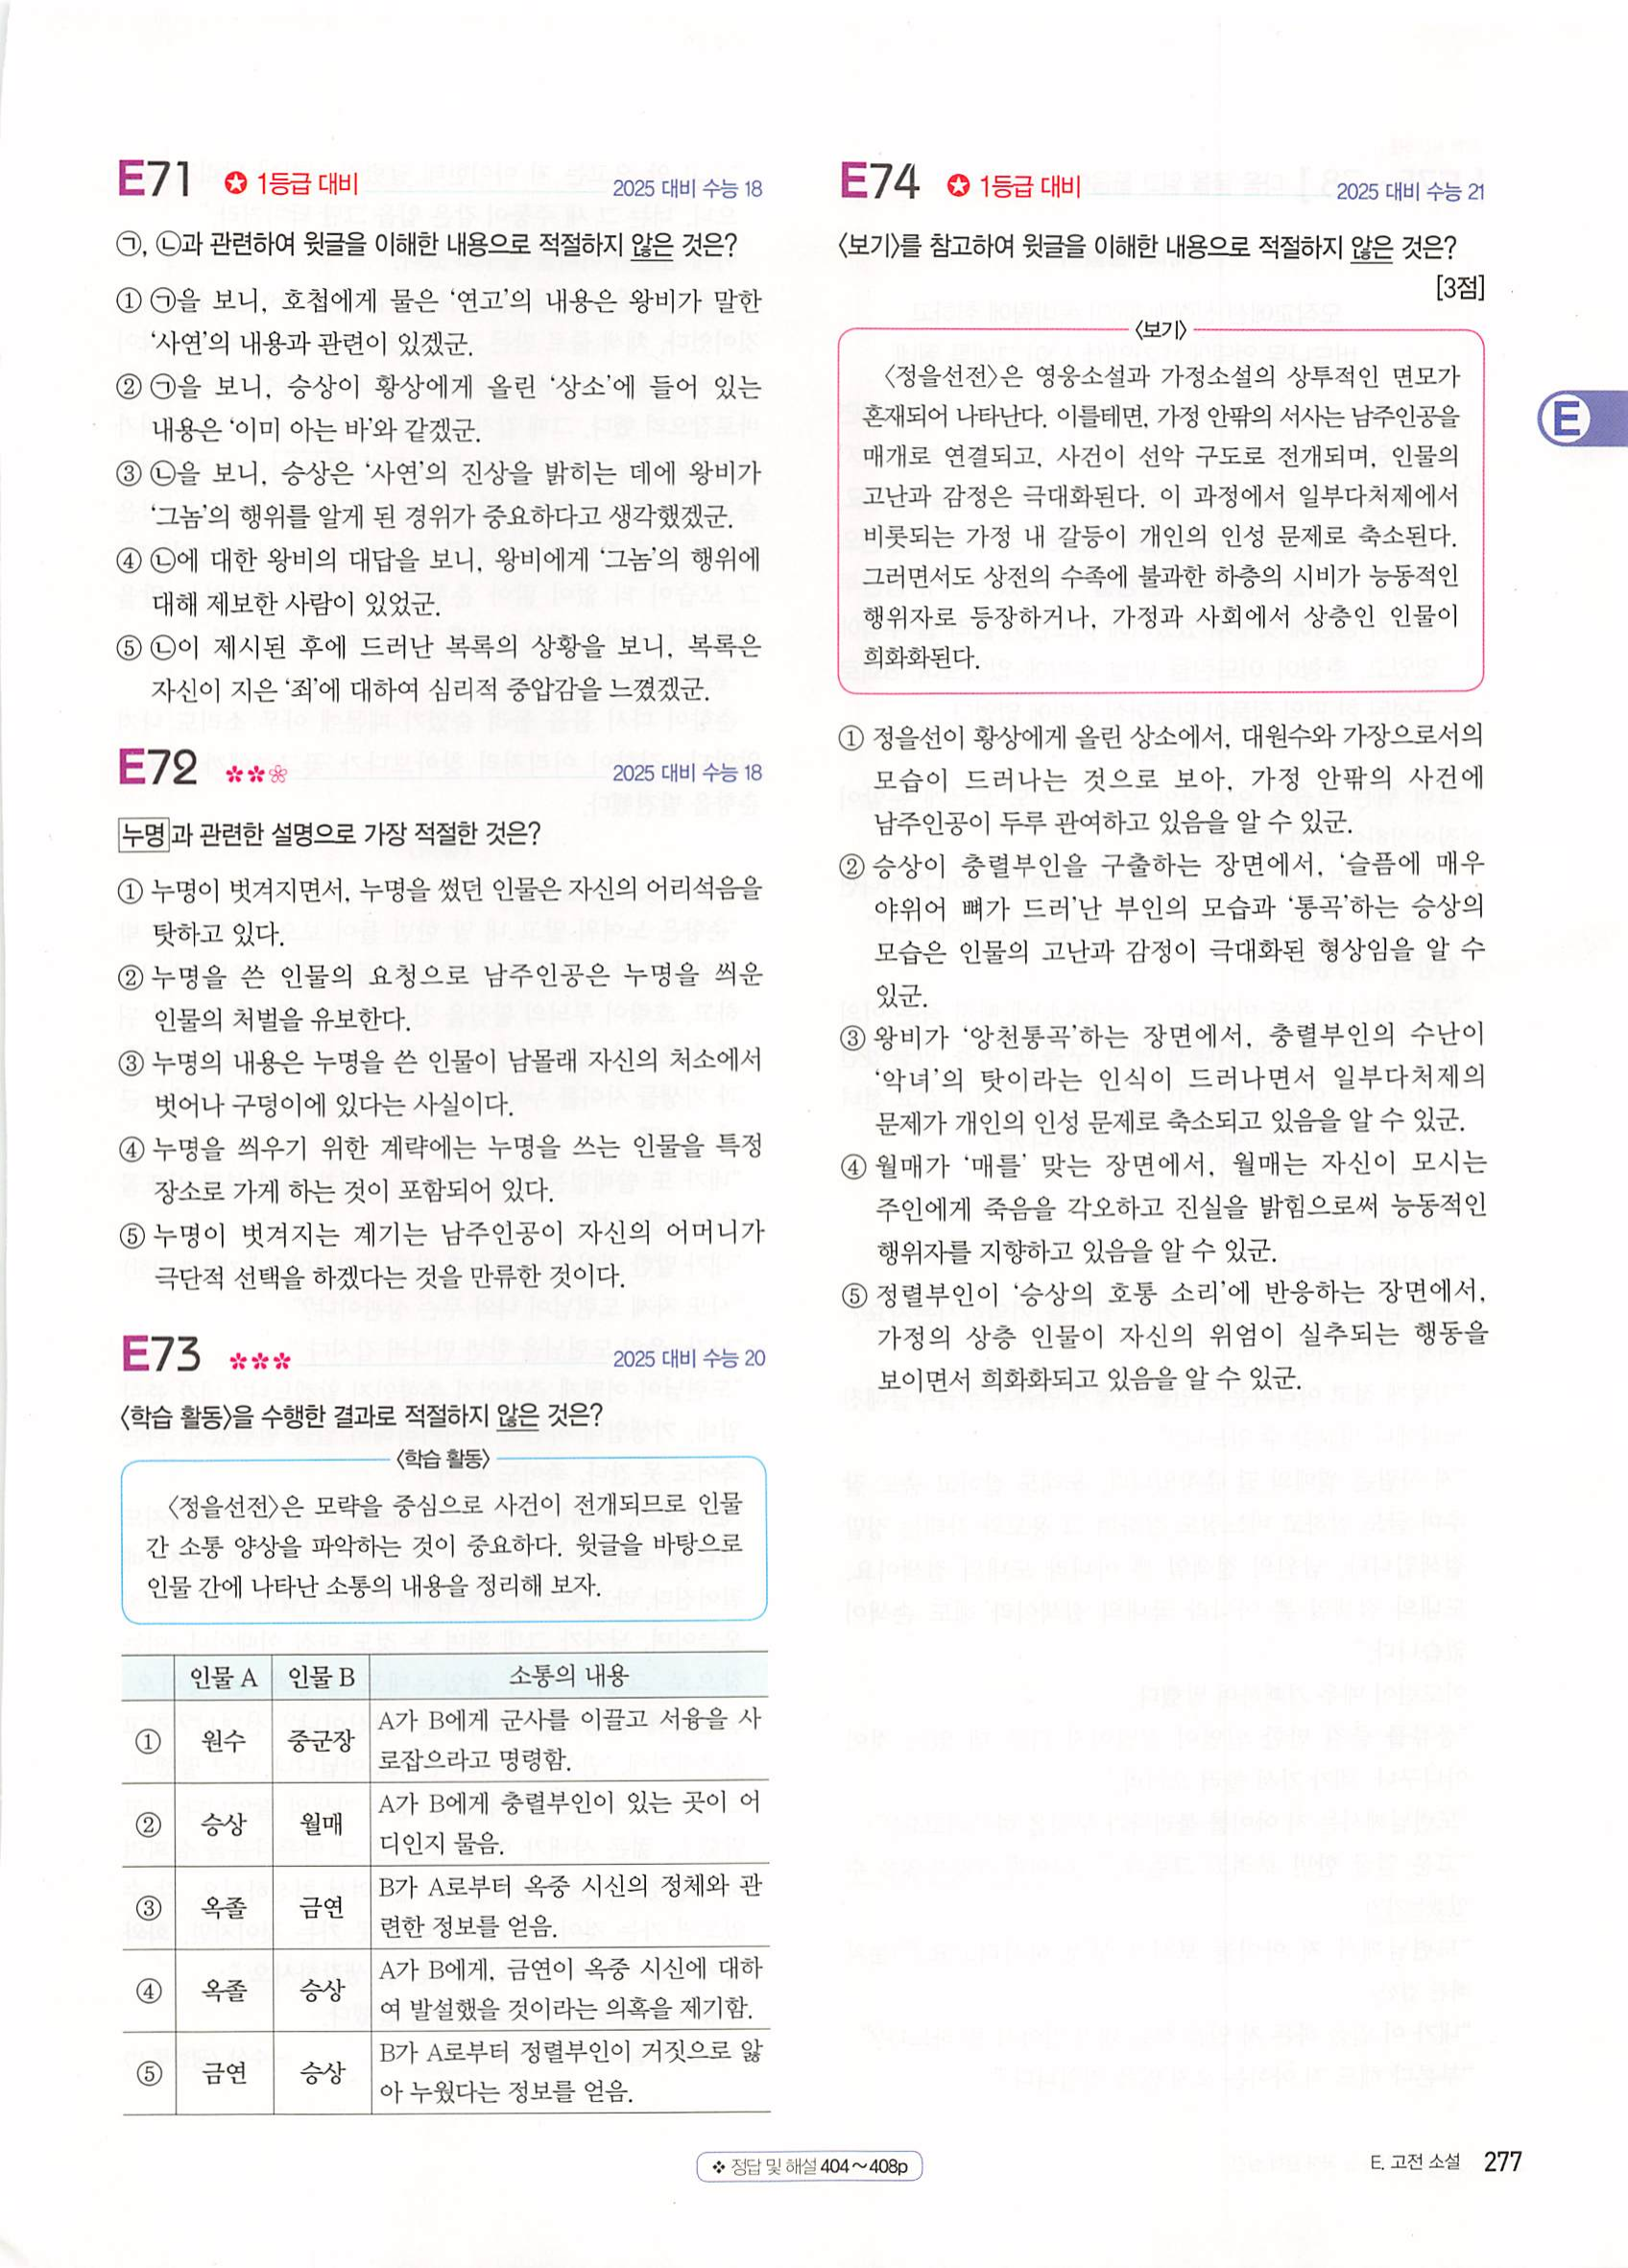 E71 ✪ 1등급 대비 2025 대비 수능 18
㉠, ㉡과 관련하여 윗글을 이해한 내용으로 적절하지 않은 것은?
① ㉠을 보니, 호첩에게 물은 ‘연고’의 내용은 왕비가 말한
‘사연’의 내용과 관련이 있겠군.
② ㉠을 보니, 승상이 황상에게 올린 ‘상소’에 들어 있는
내용은 ‘이미 아는 바’와 같겠군.
③ ㉡을 보니, 승상은 ‘사연’의 진상을 밝히는 데에 왕비가
‘그놈’의 행위를 알게 된 경위가 중요하다고 생각했겠군.
④ ㉡에 대한 왕비의 대답을 보니, 왕비에게 ‘그놈’의 행위에
대해 제보한 사람이 있었군.
⑤ ㉡이 제시된 후에 드러난 복록의 상황을 보니, 복록은
자신이 지은 ‘죄’에 대하여 심리적 중압감을 느꼈겠군.
E72 2025 대비 수능 18
누명과 관련한 설명으로 가장 적절한 것은?
① 누명이 벗겨지면서, 누명을 썼던 인물은 자신의 어리석음을
탓하고 있다.
② 누명을 쓴 인물의 요청으로 남주인공은 누명을 씌운
인물의 처벌을 유보한다.
③ 누명의 내용은 누명을 쓴 인물이 남몰래 자신의 처소에서
벗어나 구덩이에 있다는 사실이다.
④ 누명을 씌우기 위한 계략에는 누명을 쓰는 인물을 특정
장소로 가게 하는 것이 포함되어 있다.
⑤ 누명이 벗겨지는 계기는 남주인공이 자신의 어머니가
극단적 선택을 하겠다는 것을 만류한 것이다.
E73 2025 대비 수능 20
〈학습 활동〉을 수행한 결과로 적절하지 않은 것은?
〈학습 활동〉
〈정을선전〉은 모략을 중심으로 사건이 전개되므로 인물
간 소통 양상을 파악하는 것이 중요하다. 윗글을 바탕으로
인물 간에 나타난 소통의 내용을 정리해 보자.
인물 A 인물 B 소통의 내용
① 원수 중군장 A가 B에게 군사를 이끌고 서융을 사
로잡으라고 명령함.
② 승상 월매 A가 B에게 충렬부인이 있는 곳이 어
디인지 물음.
③ 옥졸 금연 B가 A로부터 옥중 시신의 정체와 관
련한 정보를 얻음.
④ 옥졸 승상 A가 B에게, 금연이 옥중 시신에 대하
여 발설했을 것이라는 의혹을 제기함.
⑤ 금연 승상 B가 A로부터 정렬부인이 거짓으로 앓
아 누웠다는 정보를 얻음.
E74 ✪ 1등급 대비 2025 대비 수능 21
〈보기〉를 참고하여 윗글을 이해한 내용으로 적절하지 않은 것은?
[3점]
〈보기〉
〈정을선전〉은 영웅소설과 가정소설의 상투적인 면모가
혼재되어 나타난다. 이를테면, 가정 안팎의 서사는 남주인공을
매개로 연결되고, 사건이 선악 구도로 전개되며, 인물의
고난과 감정은 극대화된다. 이 과정에서 일부다처제에서
비롯되는 가정 내 갈등이 개인의 인성 문제로 축소된다.
그러면서도 상전의 수족에 불과한 하층의 시비가 능동적인
행위자로 등장하거나, 가정과 사회에서 상층인 인물이
희화화된다.
① 정을선이 황상에게 올린 상소에서, 대원수와 가장으로서의
모습이 드러나는 것으로 보아, 가정 안팎의 사건에
남주인공이 두루 관여하고 있음을 알 수 있군.
② 승상이 충렬부인을 구출하는 장면에서, ‘슬픔에 매우
야위어 뼈가 드러’난 부인의 모습과 ‘통곡’하는 승상의
모습은 인물의 고난과 감정이 극대화된 형상임을 알 수
있군.
③ 왕비가 ‘앙천통곡’하는 장면에서, 충렬부인의 수난이
‘악녀’의 탓이라는 인식이 드러나면서 일부다처제의
문제가 개인의 인성 문제로 축소되고 있음을 알 수 있군.
④ 월매가 ‘매를’ 맞는 장면에서, 월매는 자신이 모시는
주인에게 죽음을 각오하고 진실을 밝힘으로써 능동적인
행위자를 지향하고 있음을 알 수 있군.
⑤ 정렬부인이 ‘승상의 호통 소리’에 반응하는 장면에서,
가정의 상층 인물이 자신의 위엄이 실추되는 행동을
보이면서 희화화되고 있음을 알 수 있군.
E
❖ 정답 및 해설 404～408p
E. 고전 소설 277